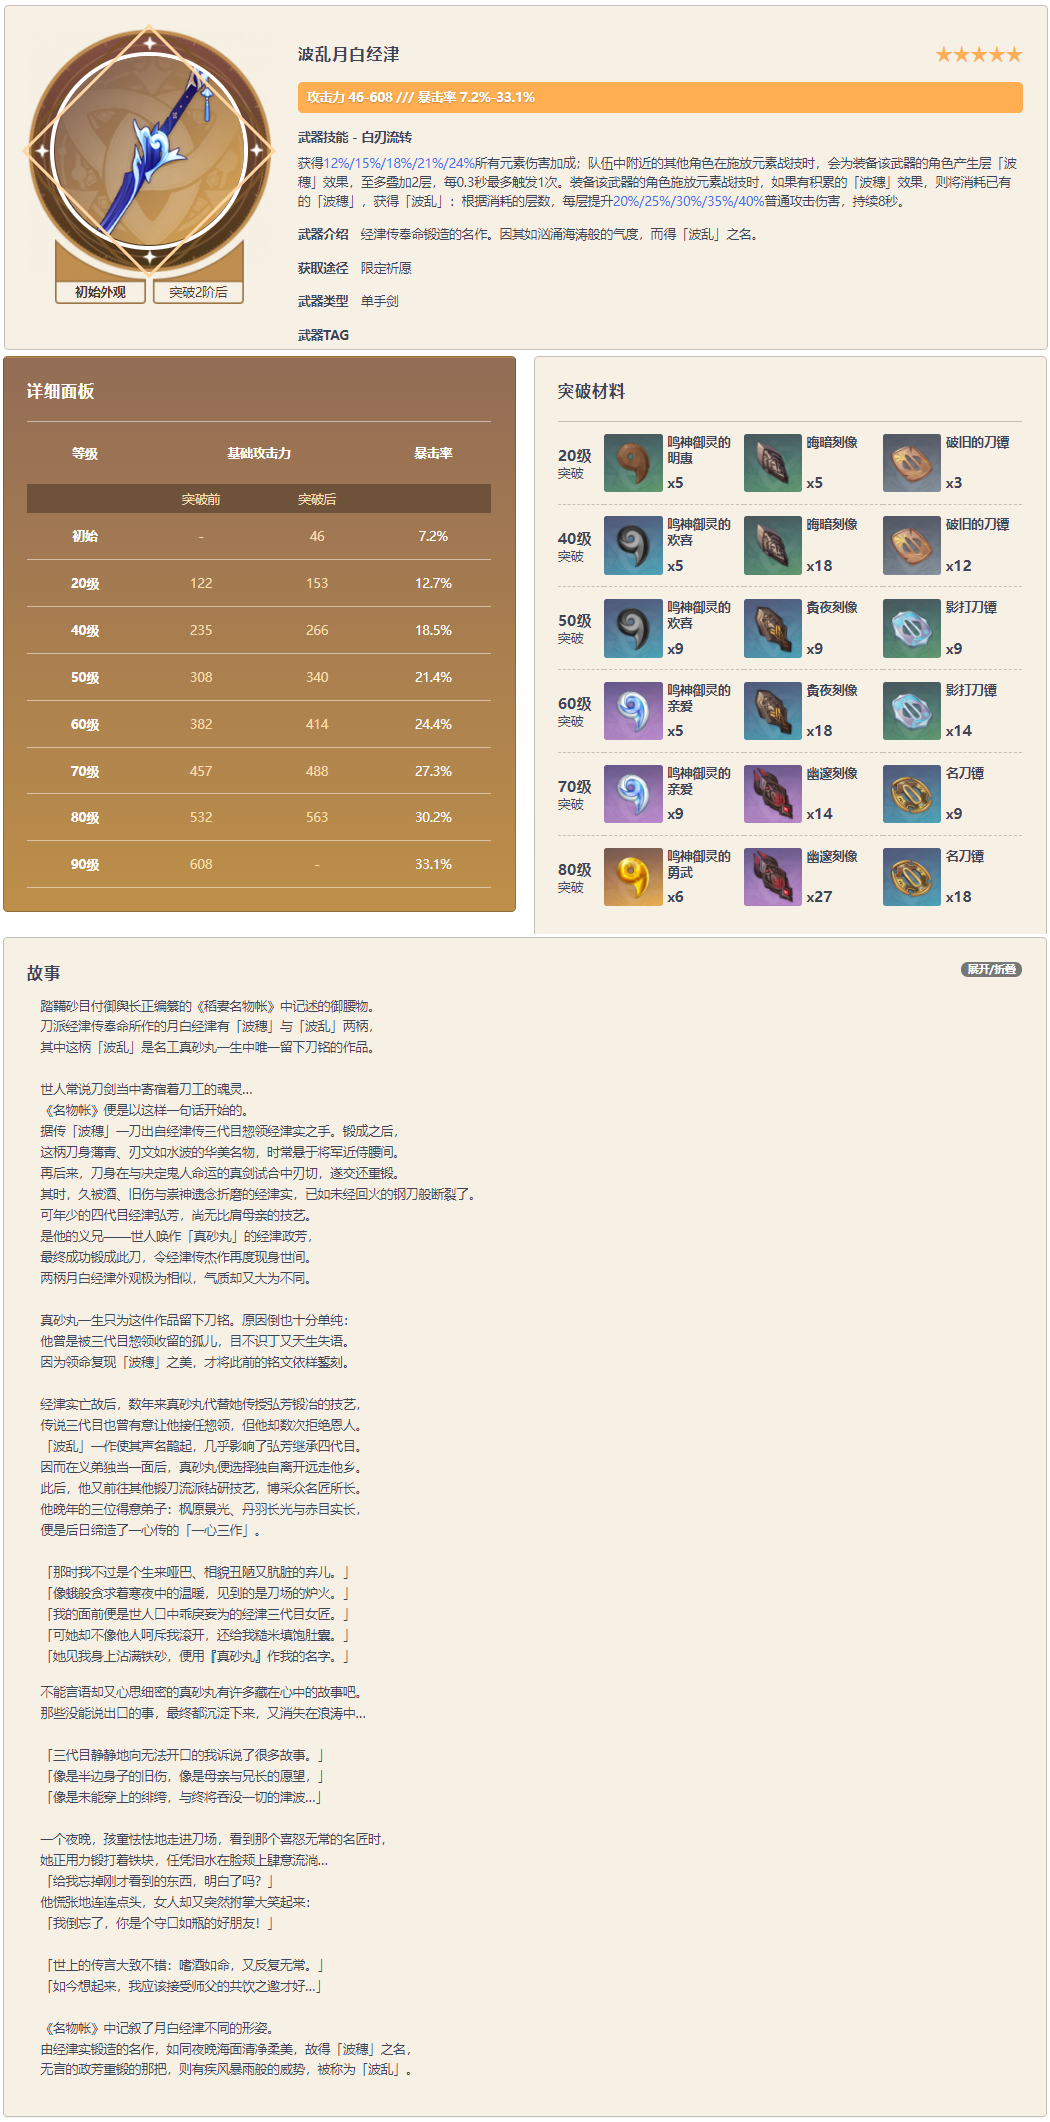 波乱月白经津
★★★★★
攻击力 46-608 /// 暴击率 7.2%-33.1%
武器技能 - 白刃流转
获得12%/15%/18%/21%/24%所有元素伤害加成；队伍中附近的其他角色在施放元素战技时，会为装备该武器的角色产生层「波
穗」效果，至多叠加2层，每0.3秒最多触发1次。装备该武器的角色施放元素战技时，如果有积累的「波穗」效果，则将消耗已有
的「波穗」，获得「波乱」：根据消耗的层数，每层提升20%/25%/30%/35%/40%普通攻击伤害，持续8秒。
武器介绍 经津传奉命锻造的名作。因其如汹涌海涛般的气度，而得「波乱」之名。
获取途径 限定祈愿
武器类型 单手剑
武器TAG
初始外观 突破2阶后
详细面板
等级 基础攻击力 暴击率
突破前 突破后
初始 - 46 7.2%
20级 122 153 12.7%
40级 235 266 18.5%
50级 308 340 21.4%
60级 382 414 24.4%
70级 457 488 27.3%
80级 532 563 30.2%
90级 608 - 33.1%
突破材料
20级 突破 鸣神御灵的明惠 x5 晦暗刻像 x5 破旧的刀镡 x3
40级 突破 鸣神御灵的欢喜 x5 晦暗刻像 x18 破旧的刀镡 x12
50级 突破 鸣神御灵的欢喜 x9 夤夜刻像 x9 影打刀镡 x9
60级 突破 鸣神御灵的亲爱 x5 夤夜刻像 x18 影打刀镡 x14
70级 突破 鸣神御灵的亲爱 x9 幽邃刻像 x14 名刀镡 x9
80级 突破 鸣神御灵的勇武 x6 幽邃刻像 x27 名刀镡 x18
故事
展开/折叠
踏鞴砂目付御舆长正编纂的《稻妻名物帐》中记述的御腰物。
刀派经津传奉命所作的月白经津有「波穗」与「波乱」两柄，
其中这柄「波乱」是名工真砂丸一生中唯一留下刀铭的作品。
世人常说刀剑当中寄宿着刀工的魂灵…
《名物帐》便是以这样一句话开始的。
据传「波穗」一刀出自经津传三代目惣领经津实之手。锻成之后，
这柄刀身薄青、刃文如水波的华美名物，时常悬于将军近侍腰间。
再后来，刀身在与决定鬼人命运的真剑试合中刃切，遂交还重锻。
其时，久被酒、旧伤与祟神遗念折磨的经津实，已如未经回火的钢刀般断裂了。
可年少的四代目经津弘芳，尚无比肩母亲的技艺。
是他的义兄——世人唤作「真砂丸」的经津政芳，
最终成功锻成此刀，令经津传杰作再度现身世间。
两柄月白经津外观极为相似，气质却又大为不同。
真砂丸一生只为这件作品留下刀铭。原因倒也十分单纯：
他曾是被三代目惣领收留的孤儿，目不识丁又天生失语。
因为领命复现「波穗」之美，才将此前的铭文依样錾刻。
经津实亡故后，数年来真砂丸代替她传授弘芳锻冶的技艺，
传说三代目也曾有意让他接任惣领，但他却数次拒绝恩人。
「波乱」一作使其声名鹊起，几乎影响了弘芳继承四代目。
因而在义弟独当一面后，真砂丸便选择独自离开远走他乡。
此后，他又前往其他锻刀流派钻研技艺，博采众名匠所长。
他晚年的三位得意弟子：枫原景光、丹羽长光与赤目实长，
便是后日缔造了一心传的「一心三作」。
「那时我不过是个生来哑巴、相貌丑陋又肮脏的弃儿。」
「像蛾般贪求着寒夜中的温暖，见到的是刀场的炉火。」
「我的面前便是世人口中乖戾妄为的经津三代目女匠。」
「可她却不像他人呵斥我滚开，还给我糙米填饱肚囊。」
「她见我身上沾满铁砂，便用『真砂丸』作我的名字。」
不能言语却又心思细密的真砂丸有许多藏在心中的故事吧。
那些没能说出口的事，最终都沉淀下来，又消失在浪涛中…
「三代目静静地向无法开口的我诉说了很多故事。」
「像是半边身子的旧伤，像是母亲与兄长的愿望，」
「像是未能穿上的绯绔，与终将吞没一切的津波…」
一个夜晚，孩童怯怯地走进刀场，看到那个喜怒无常的名匠时，
她正用力锻打着铁块，任凭泪水在脸颊上肆意流淌…
「给我忘掉刚才看到的东西，明白了吗？」
他慌张地连连点头，女人却又突然拊掌大笑起来：
「我倒忘了，你是个守口如瓶的好朋友！」
「世上的传言大致不错：嗜酒如命，又反复无常。」
「如今想起来，我应该接受师父的共饮之邀才好…」
《名物帐》中记叙了月白经津不同的形姿。
由经津实锻造的名作，如同夜晚海面清净柔美，故得「波穗」之名，
无言的政芳重锻的那把，则有疾风暴雨般的威势，被称为「波乱」。